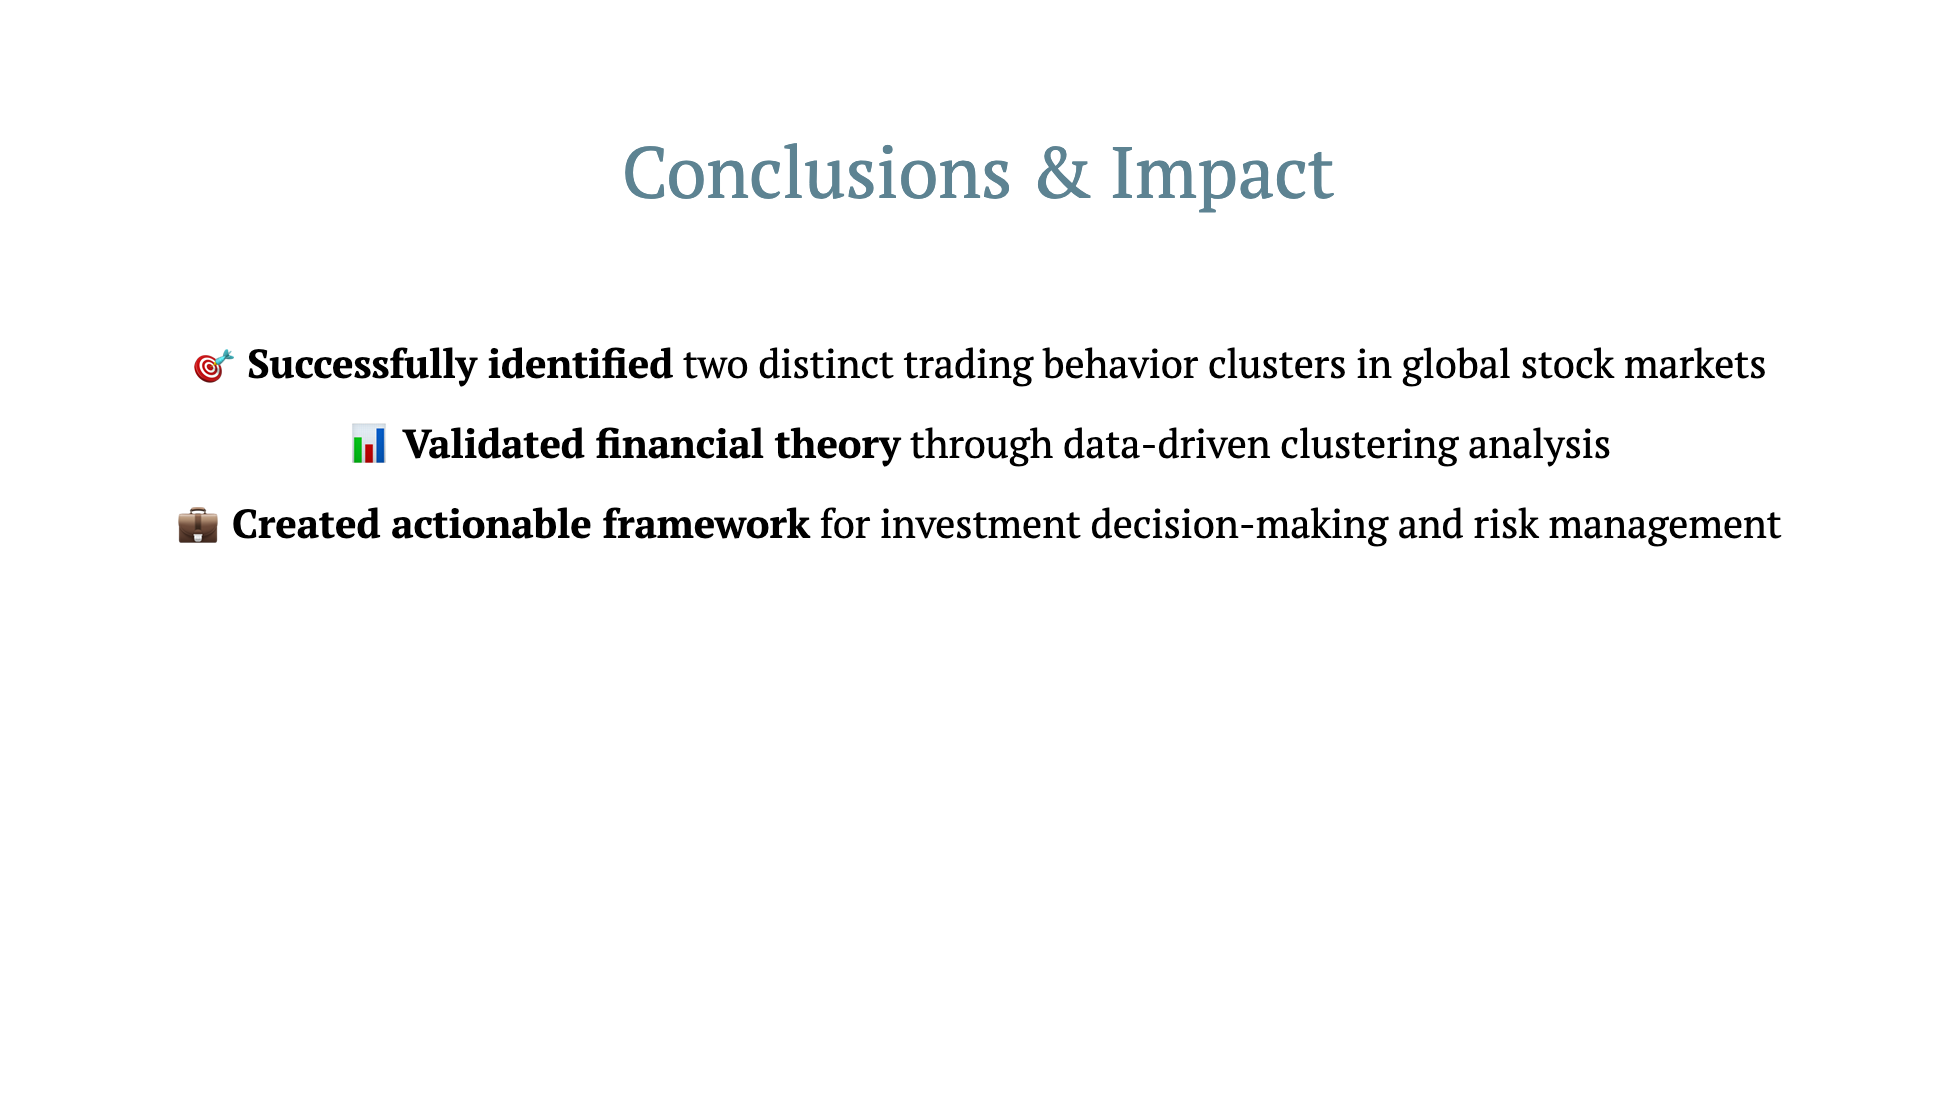 Conclusions & Impact
🎯 Successfully identified two distinct trading behavior clusters in global stock markets
📊 Validated financial theory through data-driven clustering analysis
💼 Created actionable framework for investment decision-making and risk management